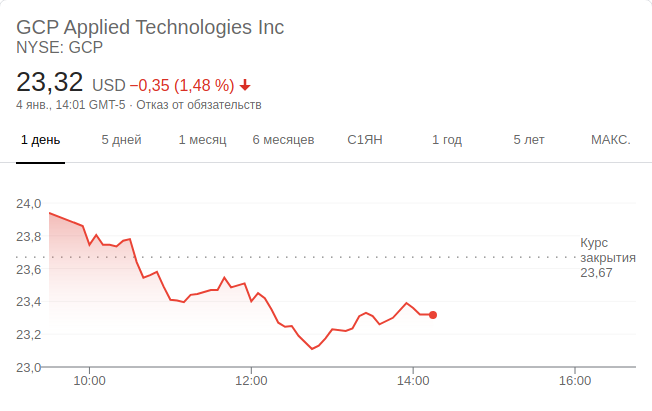 GCP Applied Technologies Inc
NYSE: GCP
23,32 USD −0,35 (1,48 %)
4 янв., 14:01 GMT-5 · Отказ от обязательств
1 день 5 дней 1 месяц 6 месяцев С1ЯН 1 год 5 лет МАКС.
24,0
23,8
Курс
закрытия
23,67
23,6
23,4
23,2
23,0
10:00 12:00 14:00 16:00